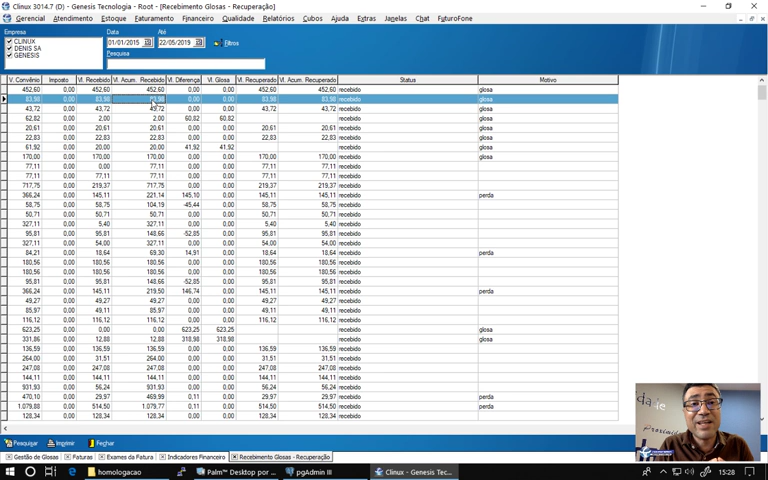 Clinux 3014.7 (D) - Genesis Tecnologia - Root - [Recebimento Glosas - Recuperação]
Gerencial Atendimento Estoque Faturamento Financeiro Qualidade Relatórios Cubos Ajuda Extras Janelas Chat FuturoFone
Empresa Data Até
CLINUX 01/01/2015 22/05/2019 Filtros
DENIS SA
GENESIS Pesquisa
V. Convênio Imposto Vl. Recebido Vl. Acum. Recebido Vl. Diferença Vl. Glosa Vl. Recuperado Vl. Acum. Recuperado Status Motivo
452,60 0,00 452,60 452,60 0,00 0,00 452,60 452,60 recebido glosa
83,98 0,00 83,98 83,98 0,00 0,00 83,98 83,98 recebido glosa
43,72 0,00 43,72 43,72 0,00 0,00 43,72 43,72 recebido glosa
62,82 0,00 2,00 2,00 60,82 60,82 recebido glosa
20,61 0,00 20,61 20,61 0,00 0,00 20,61 20,61 recebido glosa
22,83 0,00 22,83 22,83 0,00 0,00 22,83 22,83 recebido glosa
61,92 0,00 20,00 20,00 41,92 41,92 recebido glosa
170,00 0,00 170,00 170,00 0,00 0,00 170,00 170,00 recebido glosa
77,11 0,00 0,00 77,11 0,00 0,00 77,11 77,11 recebido
77,11 0,00 77,11 77,11 0,00 0,00 77,11 77,11 recebido
717,75 0,00 219,37 717,75 0,00 0,00 219,37 219,37 recebido
366,24 0,00 145,11 221,14 145,10 0,00 145,11 145,11 recebido perda
58,75 0,00 58,75 104,19 -45,44 0,00 58,75 58,75 recebido
50,71 0,00 50,71 50,71 0,00 0,00 50,71 50,71 recebido
327,11 0,00 5,40 327,11 0,00 0,00 5,40 5,40 recebido
95,81 0,00 95,81 148,66 -52,85 0,00 95,81 95,81 recebido
327,11 0,00 54,00 327,11 0,00 0,00 54,00 54,00 recebido
84,21 0,00 18,64 69,30 14,91 0,00 18,64 18,64 recebido perda
180,56 0,00 180,56 180,56 0,00 0,00 180,56 180,56 recebido
180,56 0,00 180,56 180,56 0,00 0,00 180,56 180,56 recebido
95,81 0,00 95,81 148,66 -52,85 0,00 95,81 95,81 recebido
366,24 0,00 145,11 219,50 146,74 0,00 145,11 145,11 recebido perda
49,27 0,00 49,27 49,27 0,00 0,00 49,27 49,27 recebido
85,97 0,00 49,61 85,97 0,00 0,00 49,61 49,61 recebido
116,12 0,00 116,12 116,12 0,00 0,00 116,12 116,12 recebido
623,25 0,00 0,00 0,00 623,25 623,25 recebido glosa
331,86 0,00 12,88 12,88 318,98 318,98 recebido glosa
136,59 0,00 136,59 136,59 0,00 0,00 136,59 136,59 recebido
264,00 0,00 31,51 264,00 0,00 0,00 31,51 31,51 recebido
247,08 0,00 247,08 247,08 0,00 0,00 247,08 247,08 recebido
144,11 0,00 144,11 144,11 0,00 0,00 144,11 144,11 recebido
931,93 0,00 56,24 931,93 0,00 0,00 56,24 56,24 recebido
470,10 0,00 23,97 469,99 0,11 0,00 23,97 23,97 recebido perda
1.079,88 0,00 514,50 1.079,77 0,11 0,00 514,50 514,50 recebido perda
128,34 0,00 128,34 128,34 0,00 0,00 128,34 128,34 recebido
Pesquisar Imprimir Fechar
Gestão de Glosas Faturas Exames da Fatura Indicadores Financeiro Recebimento Glosas - Recuperação
homologacao Palm™ Desktop por ... pgAdmin III Clinux - Genesis Tec... 15:28